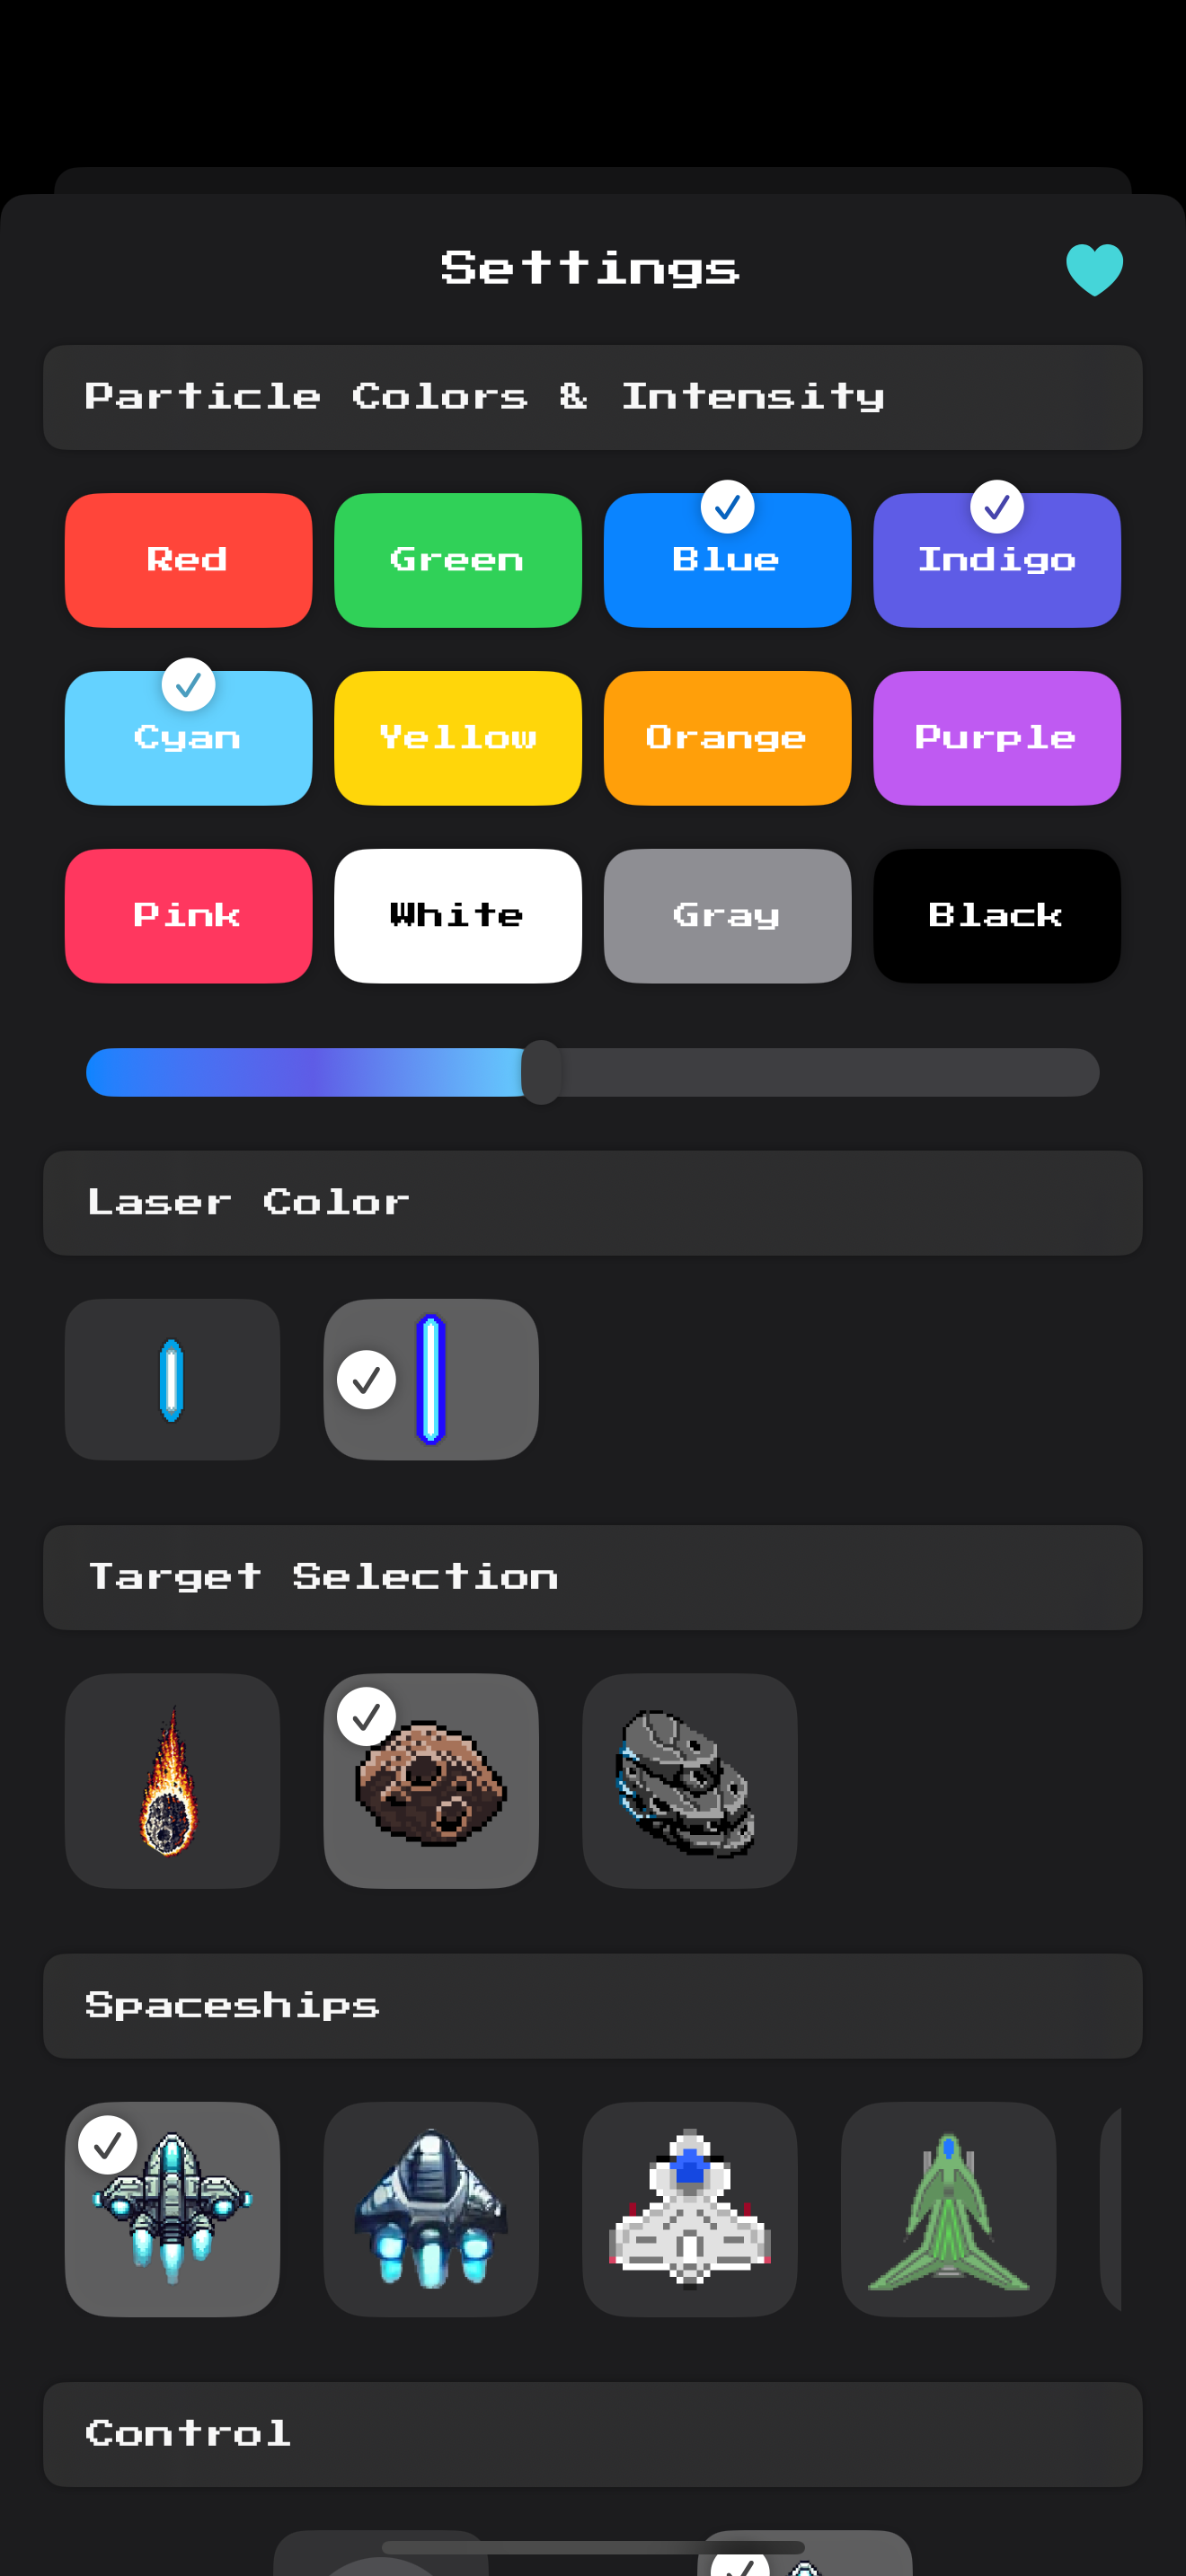 Settings
Particle Colors & Intensity
Red Green Blue Indigo
Cyan Yellow Orange Purple
Pink White Gray Black
Laser Color
Target Selection
Spaceships
Control